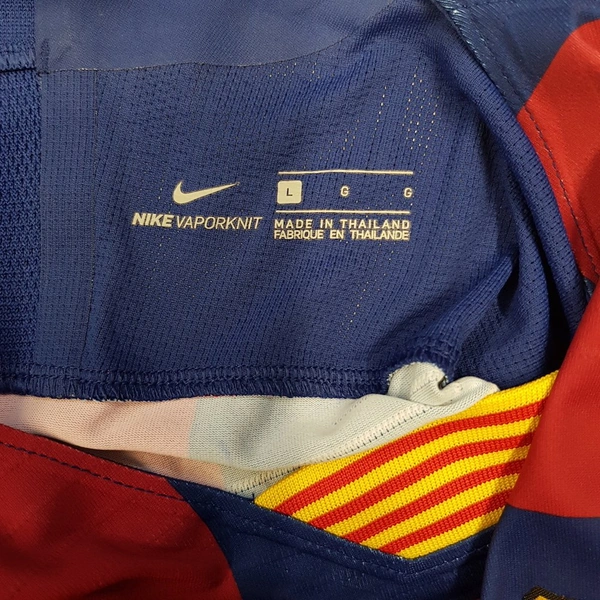 NIKE VAPORKNIT
L G G
MADE IN THAILAND
FABRIQUE EN THAILANDE